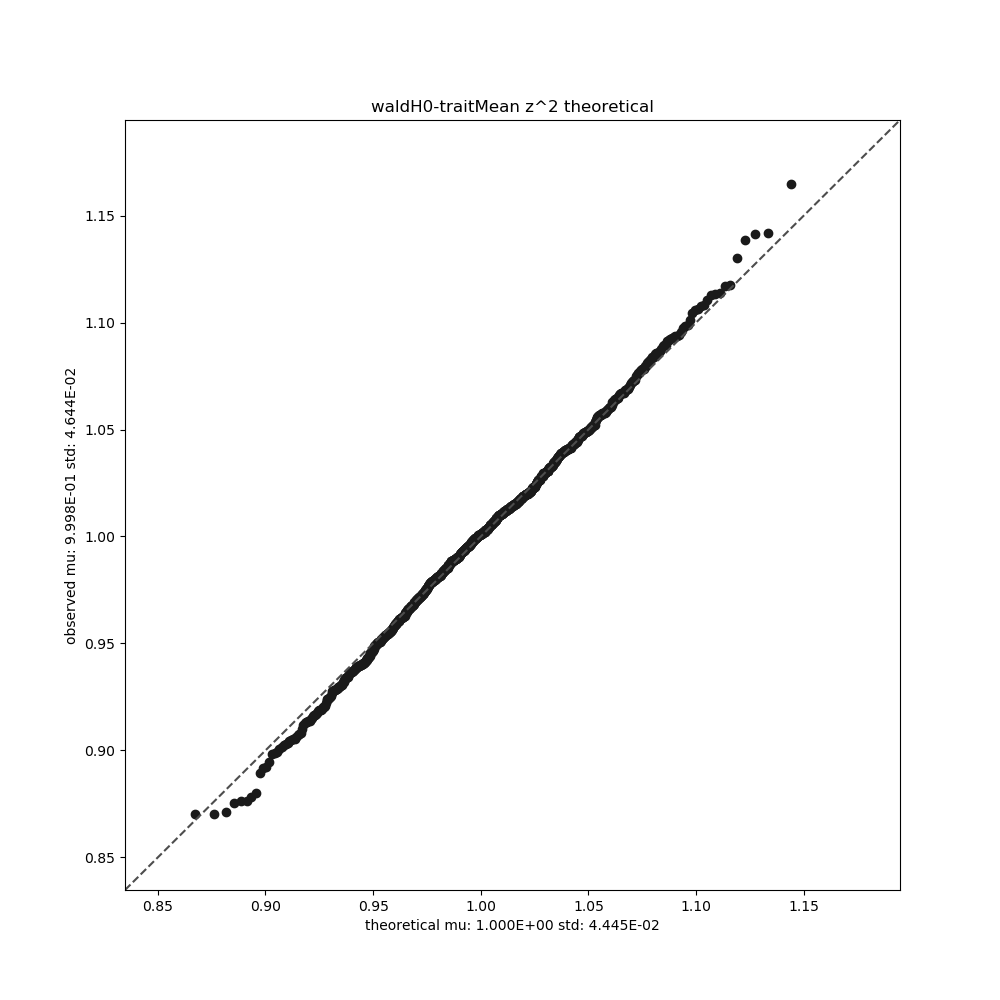 waldH0-traitMean z^2 theoretical
observed mu: 9.998E-01 std: 4.644E-02
1.15
1.10
1.05
1.00
0.95
0.90
0.85
0.85 0.90 0.95 1.00 1.05 1.10 1.15
theoretical mu: 1.000E+00 std: 4.445E-02